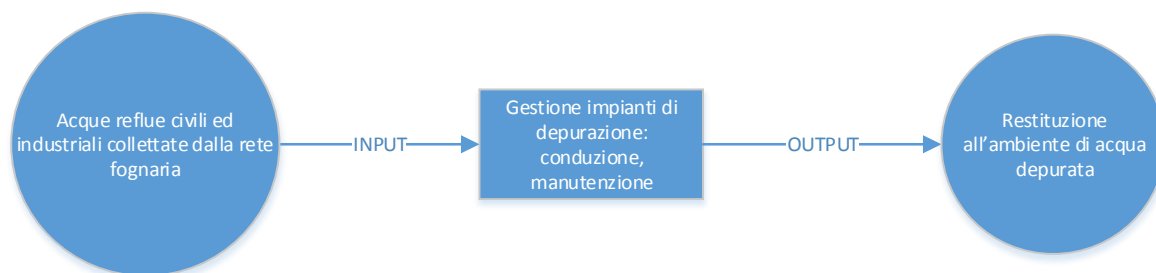 Acque reflue civili ed
industriali collettate dalla rete
fognaria
INPUT
Gestione impianti di
depurazione:
conduzione,
manutenzione
OUTPUT
Restituzione
all’ambiente di acqua
depurata